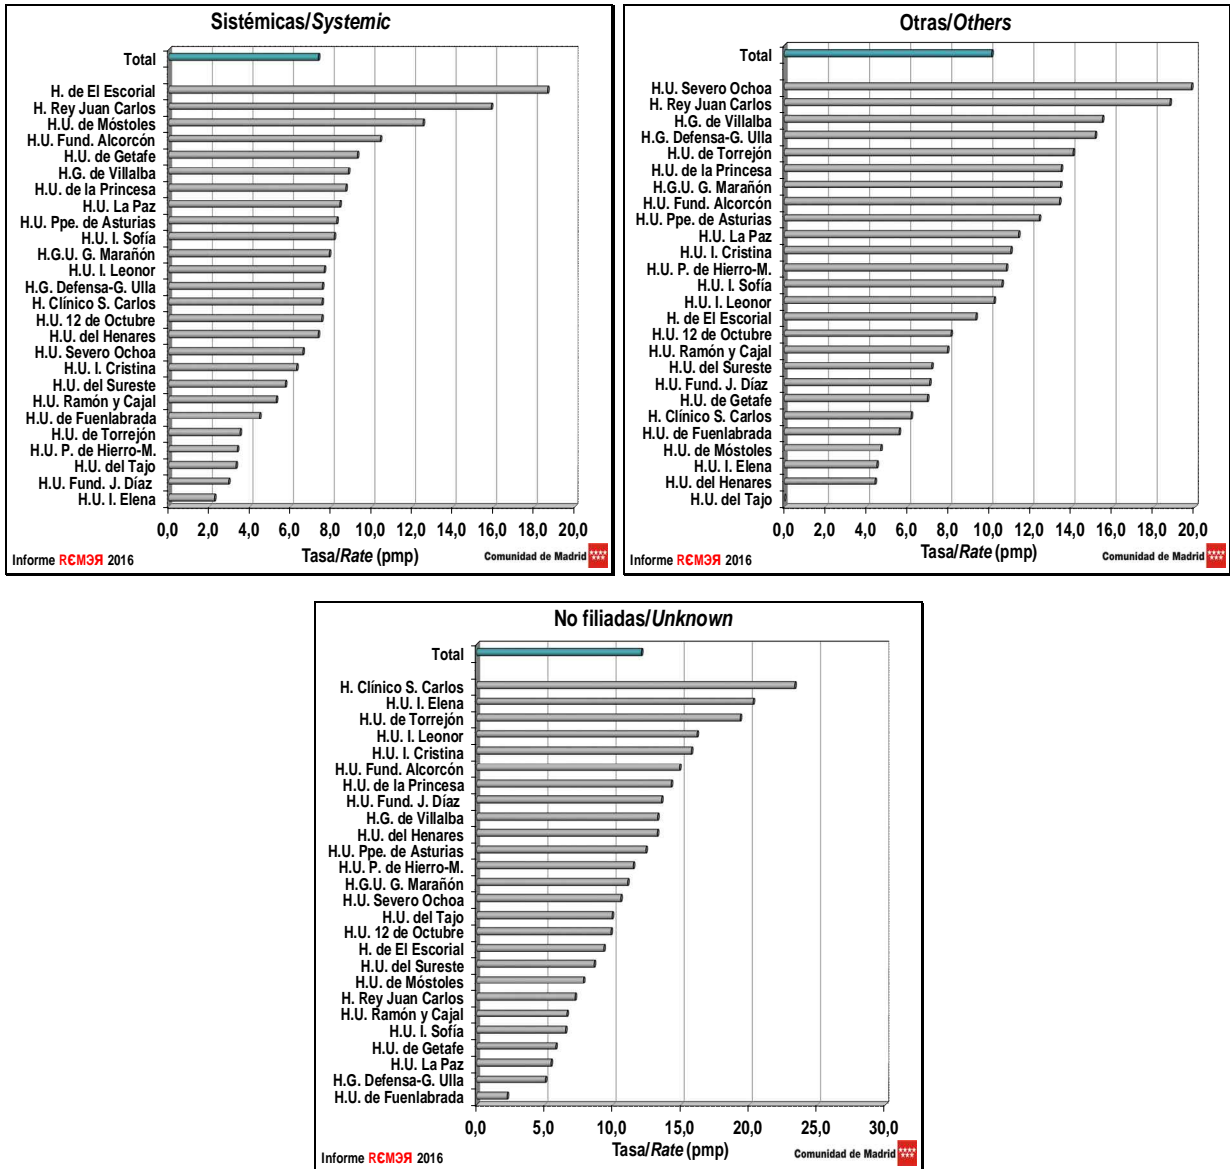 Sistémicas/Systemic
Total
H. de El Escorial
H. Rey Juan Carlos
H.U. de Móstoles
H.U. Fund. Alcorcón
H.U. de Getafe
H.G. de Villalba
H.U. de la Princesa
H.U. La Paz
H.U. Ppe. de Asturias
H.U. I. Sofía
H.G.U. G. Marañón
H.U. I. Leonor
H.G. Defensa-G. Ulla
H. Clínico S. Carlos
H.U. 12 de Octubre
H.U. del Henares
H.U. Severo Ochoa
H.U. I. Cristina
H.U. del Sureste
H.U. Ramón y Cajal
H.U. de Fuenlabrada
H.U. de Torrejón
H.U. P. de Hierro-M.
H.U. del Tajo
H.U. Fund. J. Díaz
H.U. I. Elena
0,0 2,0 4,0 6,0 8,0 10,0 12,0 14,0 16,0 18,0 20,0
Tasa/Rate (pmp)
Informe RЄMЭЯ 2016
Comunidad de Madrid
Otras/Others
Total
H.U. Severo Ochoa
H. Rey Juan Carlos
H.G. de Villalba
H.G. Defensa-G. Ulla
H.U. de Torrejón
H.U. de la Princesa
H.G.U. G. Marañón
H.U. Fund. Alcorcón
H.U. Ppe. de Asturias
H.U. La Paz
H.U. I. Cristina
H.U. P. de Hierro-M.
H.U. I. Sofía
H.U. I. Leonor
H. de El Escorial
H.U. 12 de Octubre
H.U. Ramón y Cajal
H.U. del Sureste
H.U. Fund. J. Díaz
H.U. de Getafe
H. Clínico S. Carlos
H.U. de Fuenlabrada
H.U. de Móstoles
H.U. I. Elena
H.U. del Henares
H.U. del Tajo
0,0 2,0 4,0 6,0 8,0 10,0 12,0 14,0 16,0 18,0 20,0
Tasa/Rate (pmp)
Informe RЄMЭЯ 2016
Comunidad de Madrid
No filiadas/Unknown
Total
H. Clínico S. Carlos
H.U. I. Elena
H.U. de Torrejón
H.U. I. Leonor
H.U. I. Cristina
H.U. Fund. Alcorcón
H.U. de la Princesa
H.U. Fund. J. Díaz
H.G. de Villalba
H.U. del Henares
H.U. Ppe. de Asturias
H.U. P. de Hierro-M.
H.G.U. G. Marañón
H.U. Severo Ochoa
H.U. del Tajo
H.U. 12 de Octubre
H. de El Escorial
H.U. del Sureste
H.U. de Móstoles
H. Rey Juan Carlos
H.U. Ramón y Cajal
H.U. I. Sofía
H.U. de Getafe
H.U. La Paz
H.G. Defensa-G. Ulla
H.U. de Fuenlabrada
0,0 5,0 10,0 15,0 20,0 25,0 30,0
Tasa/Rate (pmp)
Informe RЄMЭЯ 2016
Comunidad de Madrid